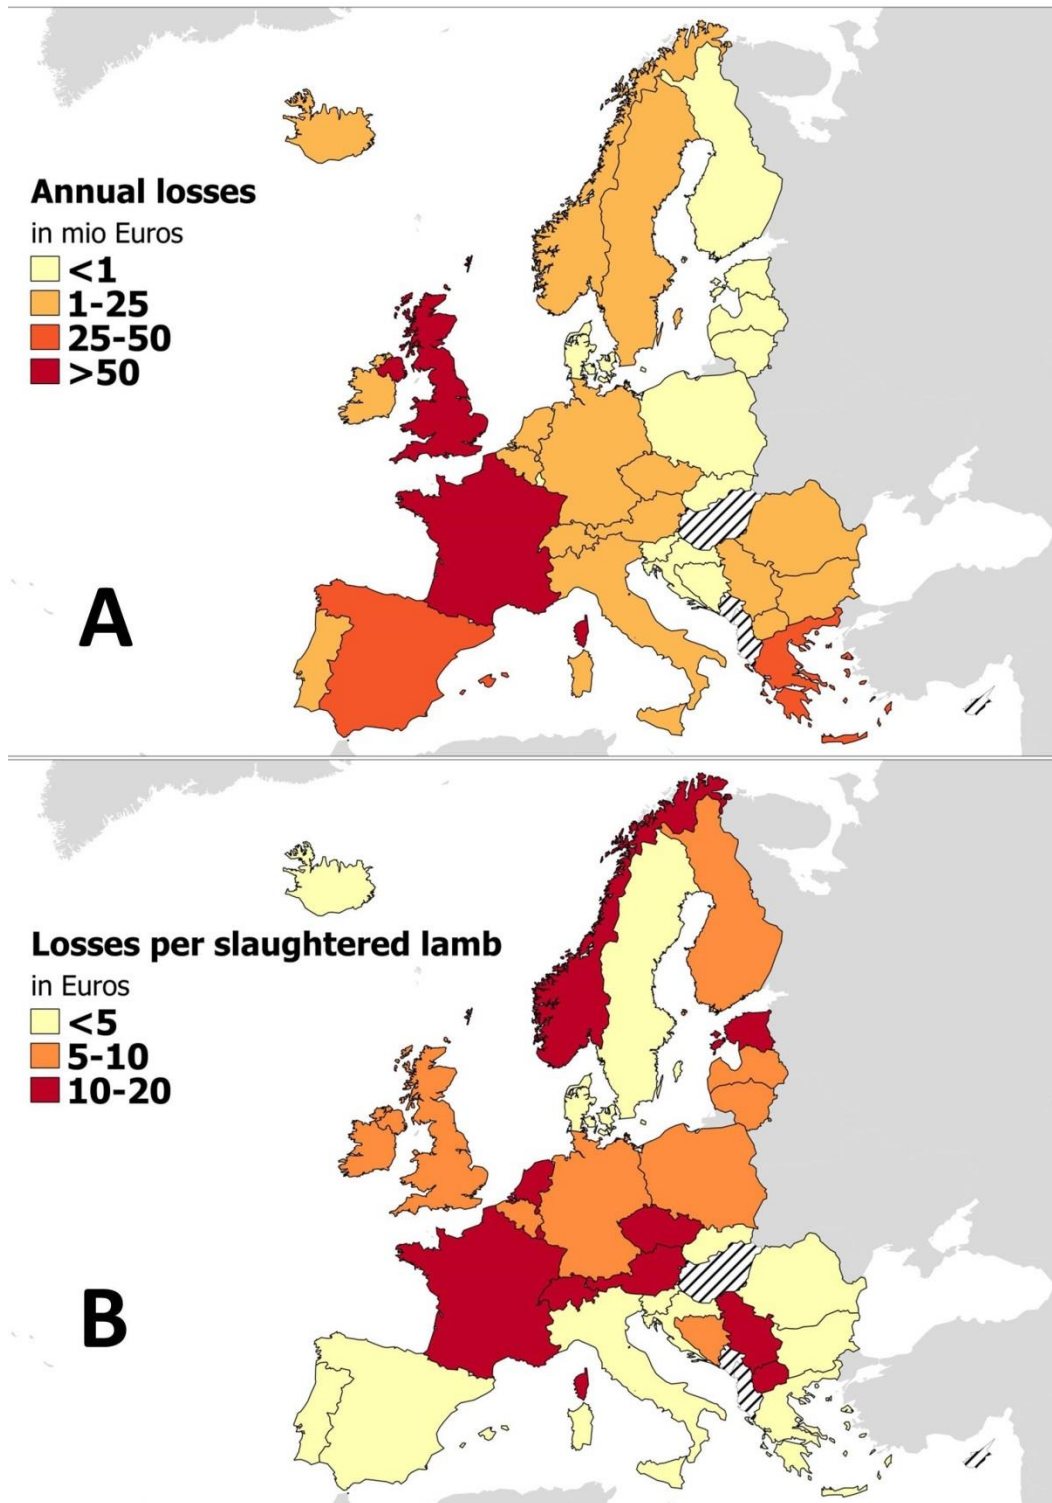 Annual losses
in mio Euros
<1
1-25
25-50
>50
A
Losses per slaughtered lamb
in Euros
<5
5-10
10-20
B